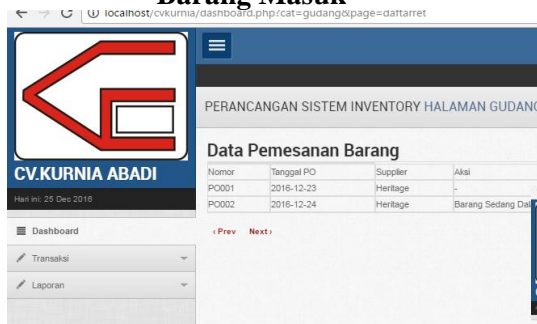 Barang Masuk
localhost/cvkurnia/dashboard.php?cat=gudang&page=daftarret
PERANCANGAN SISTEM INVENTORY HALAMAN GUDANG
CV.KURNIA ABADI
Hari ini: 25 Dec 2016
Dashboard
Transaksi
Laporan
Data Pemesanan Barang
Nomor Tanggal PO Supplier Aksi
PO001 2016-12-23 Heritage -
PO002 2016-12-24 Heritage Barang Sedang
‹ Prev Next ›